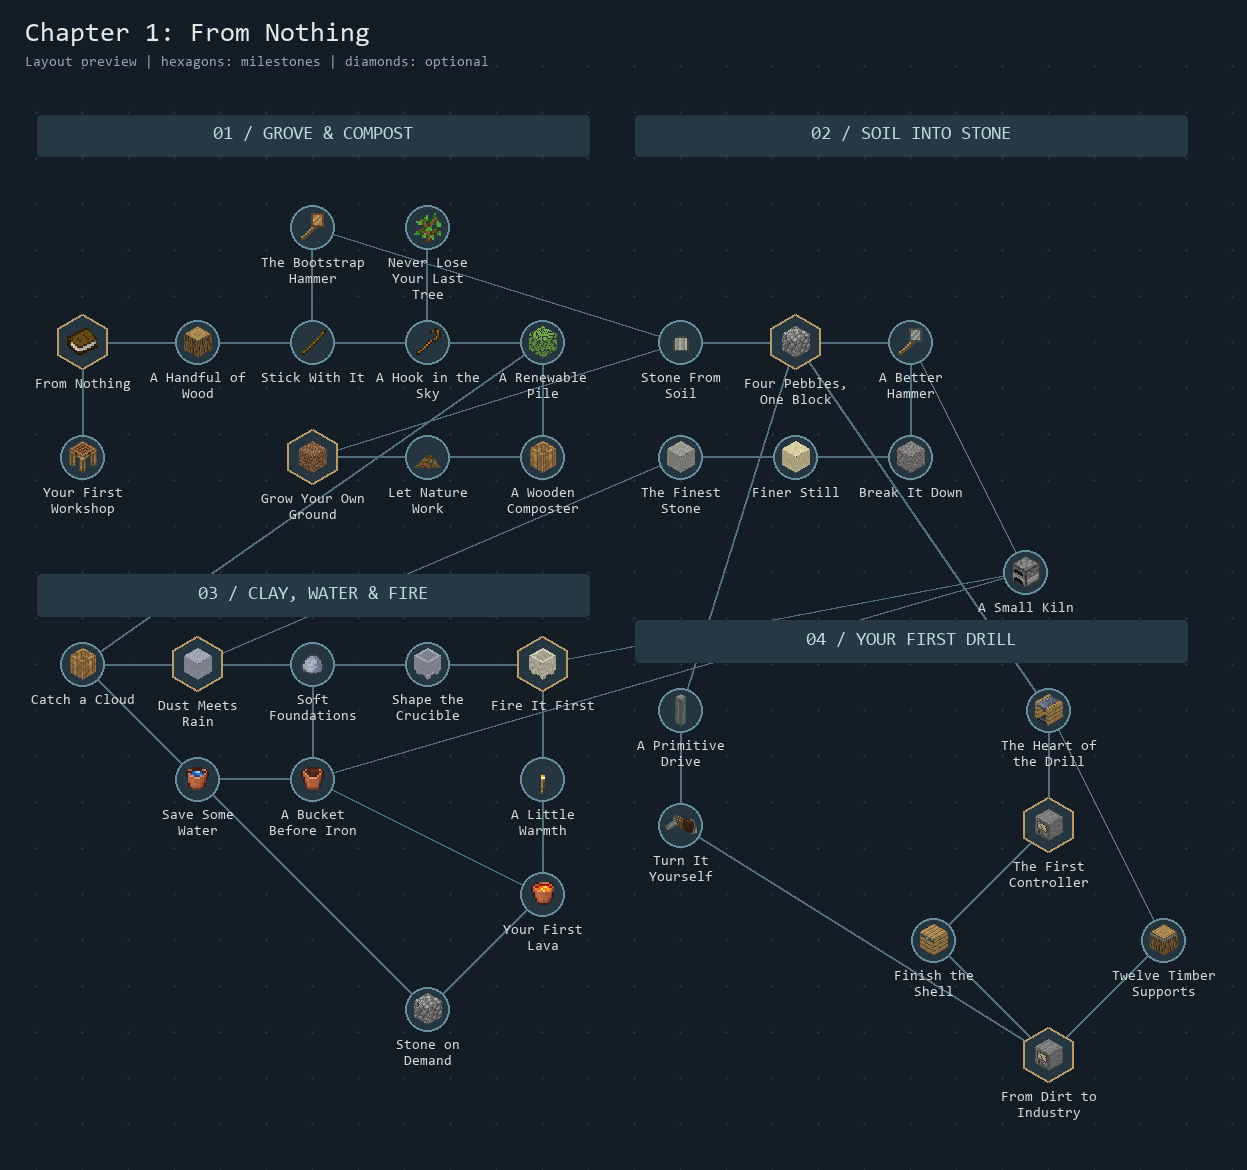 Chapter 1: From Nothing
Layout preview | hexagons: milestones | diamonds: optional
01 / GROVE & COMPOST
02 / SOIL INTO STONE
The Bootstrap
Hammer
Never Lose
Your Last
Tree
From Nothing
A Handful of
Wood
Stick With It
A Hook in the
Sky
A Renewable
Pile
Stone From
Soil
Four Pebbles,
One Block
A Better
Hammer
Your First
Workshop
Grow Your Own
Ground
Let Nature
Work
A Wooden
Composter
The Finest
Stone
Finer Still
Break It Down
A Small Kiln
03 / CLAY, WATER & FIRE
04 / YOUR FIRST DRILL
Catch a Cloud
Dust Meets
Rain
Soft
Foundations
Shape the
Crucible
Fire It First
A Primitive
Drive
The Heart of
the Drill
Save Some
Water
A Bucket
Before Iron
A Little
Warmth
Turn It
Yourself
The First
Controller
Your First
Lava
Finish the
Shell
Twelve Timber
Supports
Stone on
Demand
From Dirt to
Industry